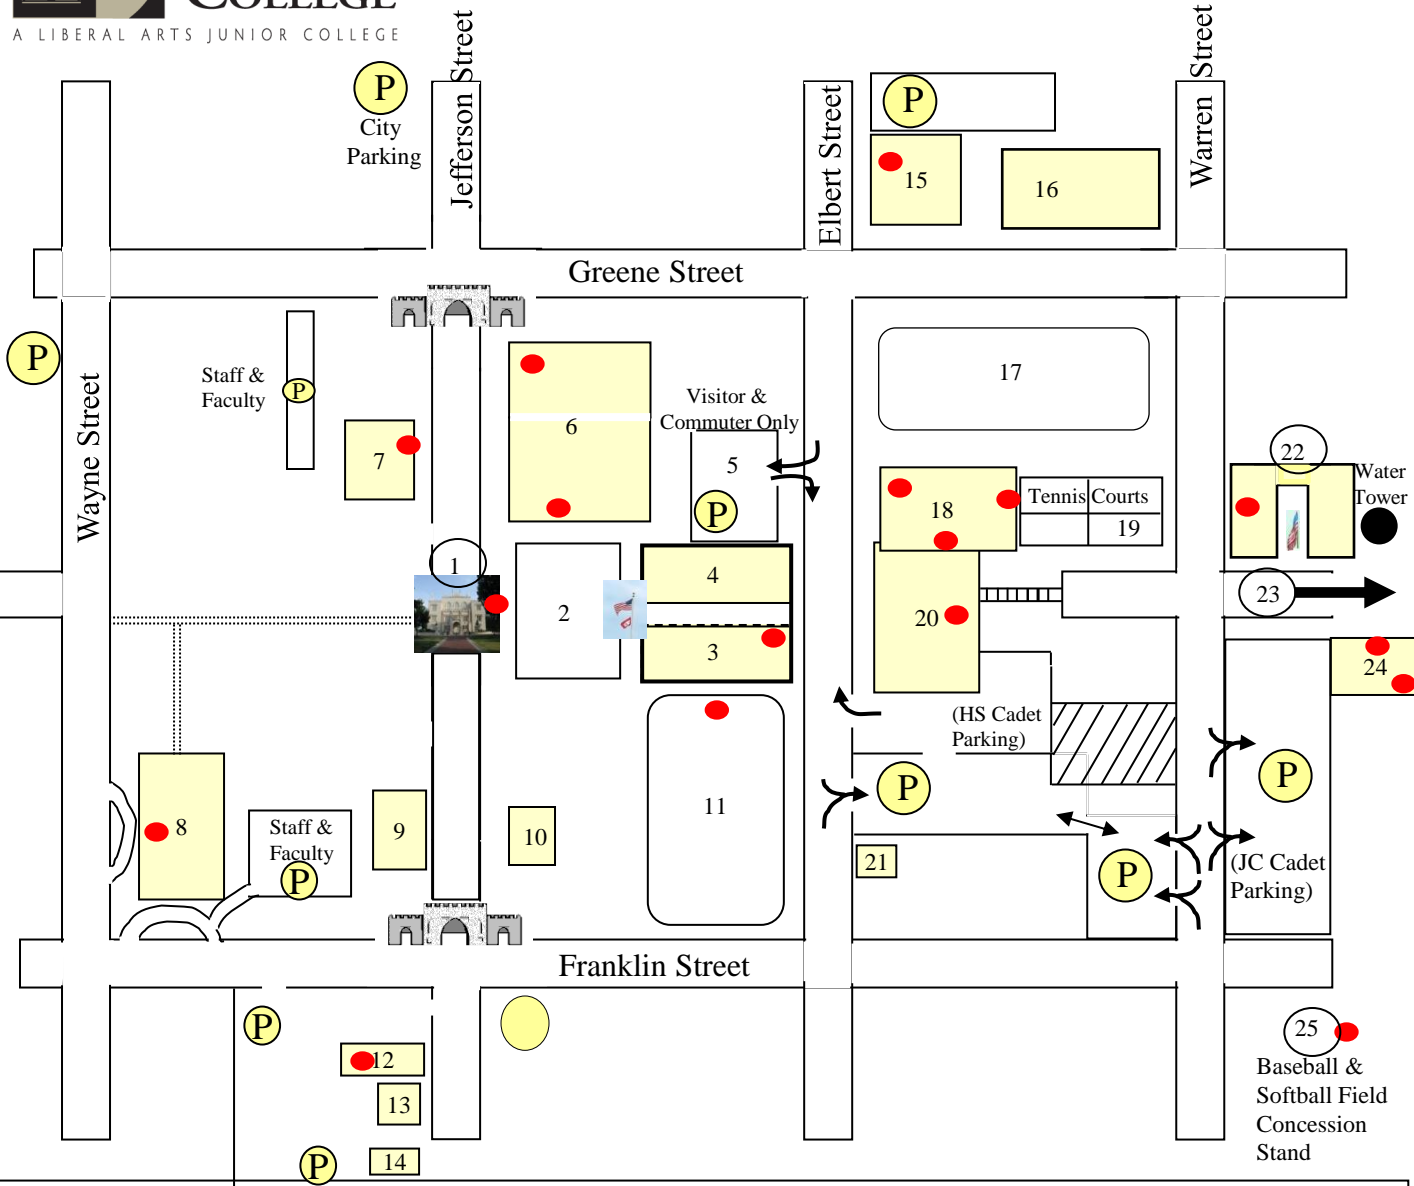 COLLEGE
A LIBERAL ARTS JUNIOR COLLEGE
Jefferson Street
Elbert Street
Warren Street
P
City
Parking
P
15
16
Greene Street
P
Wayne Street
Staff &
Faculty
P
7
6
Visitor &
Commuter Only
5
P
17
18
Tennis Courts
19
22
Water
Tower
1
2
4
3
20
23
24
(HS Cadet
Parking)
P
P
11
8
Staff &
Faculty
P
9
10
21
P
(JC Cadet
Parking)
Franklin Street
P
12
13
14
P
25
Baseball &
Softball Field
Concession
Stand